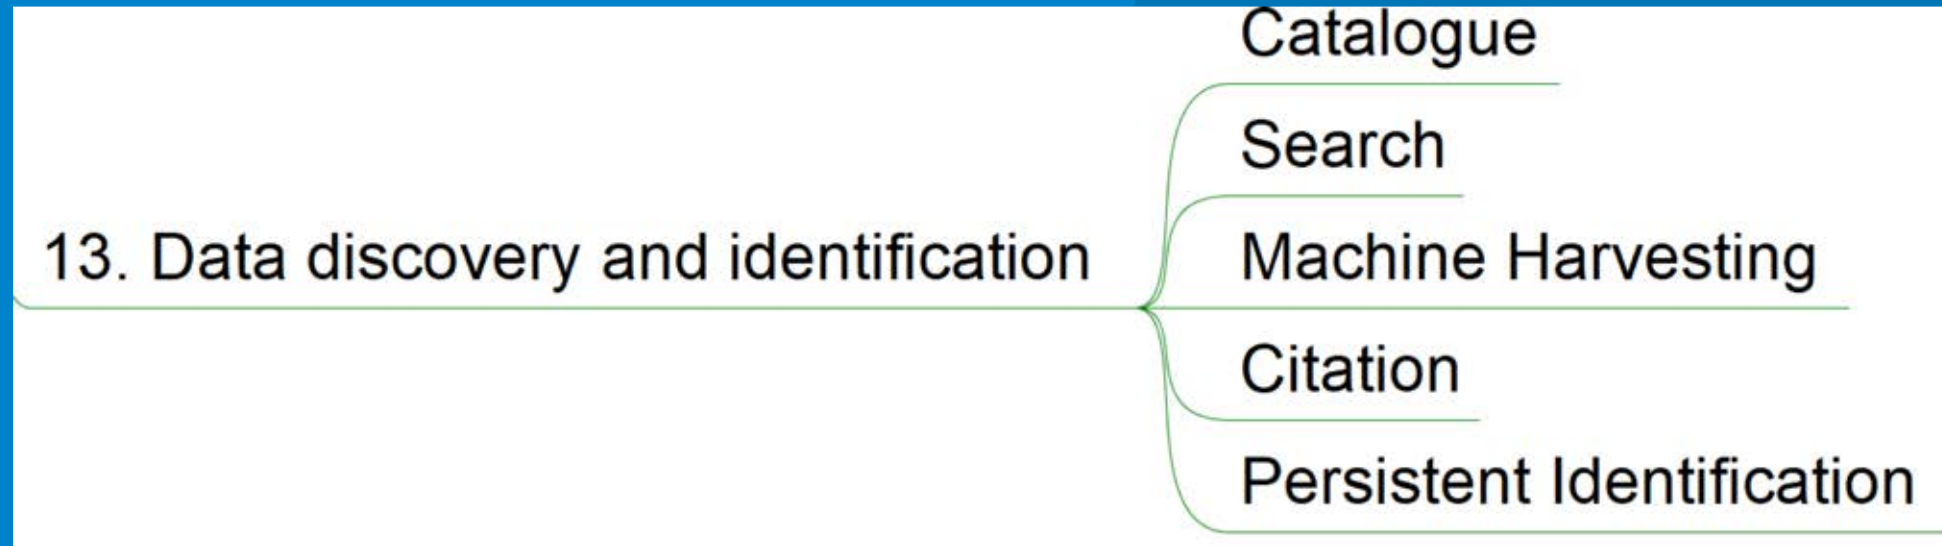 Catalogue
Search
13. Data discovery and identification
Machine Harvesting
Citation
Persistent Identification